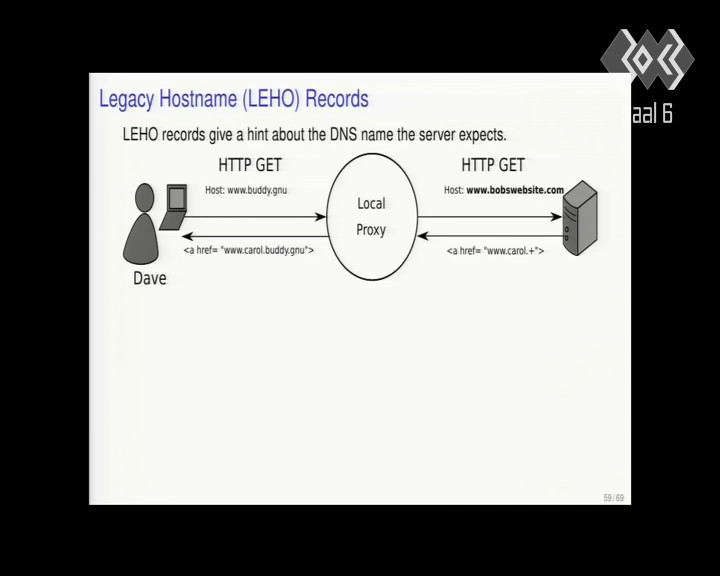 Legacy Hostname (LEHO) Records
LEHO records give a hint about the DNS name the server expects.
HTTP GET
Host: www.buddy.gnu
HTTP GET
Host: www.bobswebsite.com
Local
Proxy
<a href= "www.carol.buddy.gnu">
<a href= "www.carol.+">
Dave
59/69
aal 6